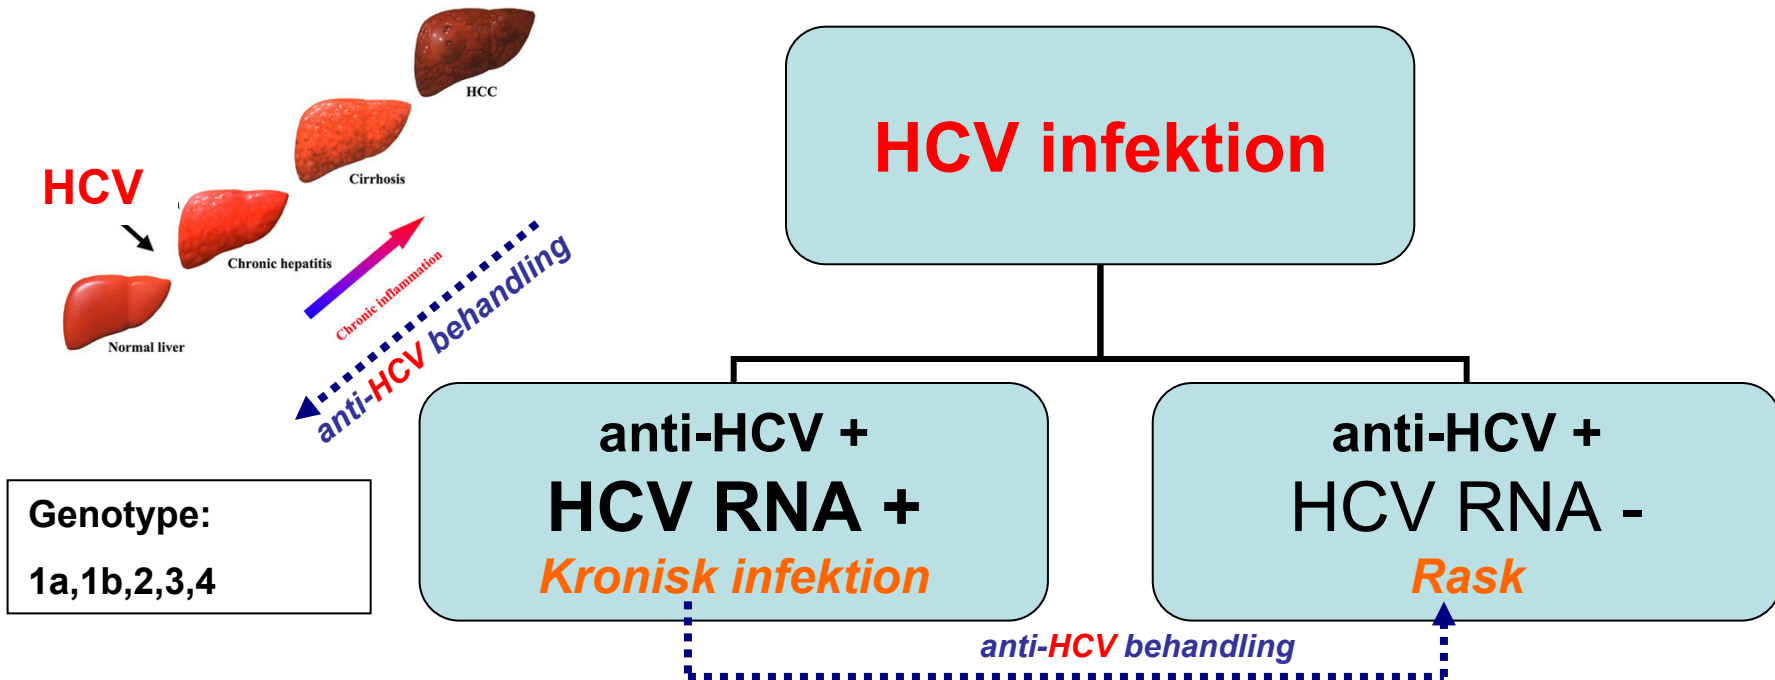 HCC
Cirrhosis
HCV
Chronic hepatitis
Normal liver
Chronic inflammation
anti-HCV behandling
Genotype:
1a,1b,2,3,4
HCV infektion
anti-HCV +
HCV RNA +
Kronisk infektion
anti-HCV +
HCV RNA -
Rask
anti-HCV behandling